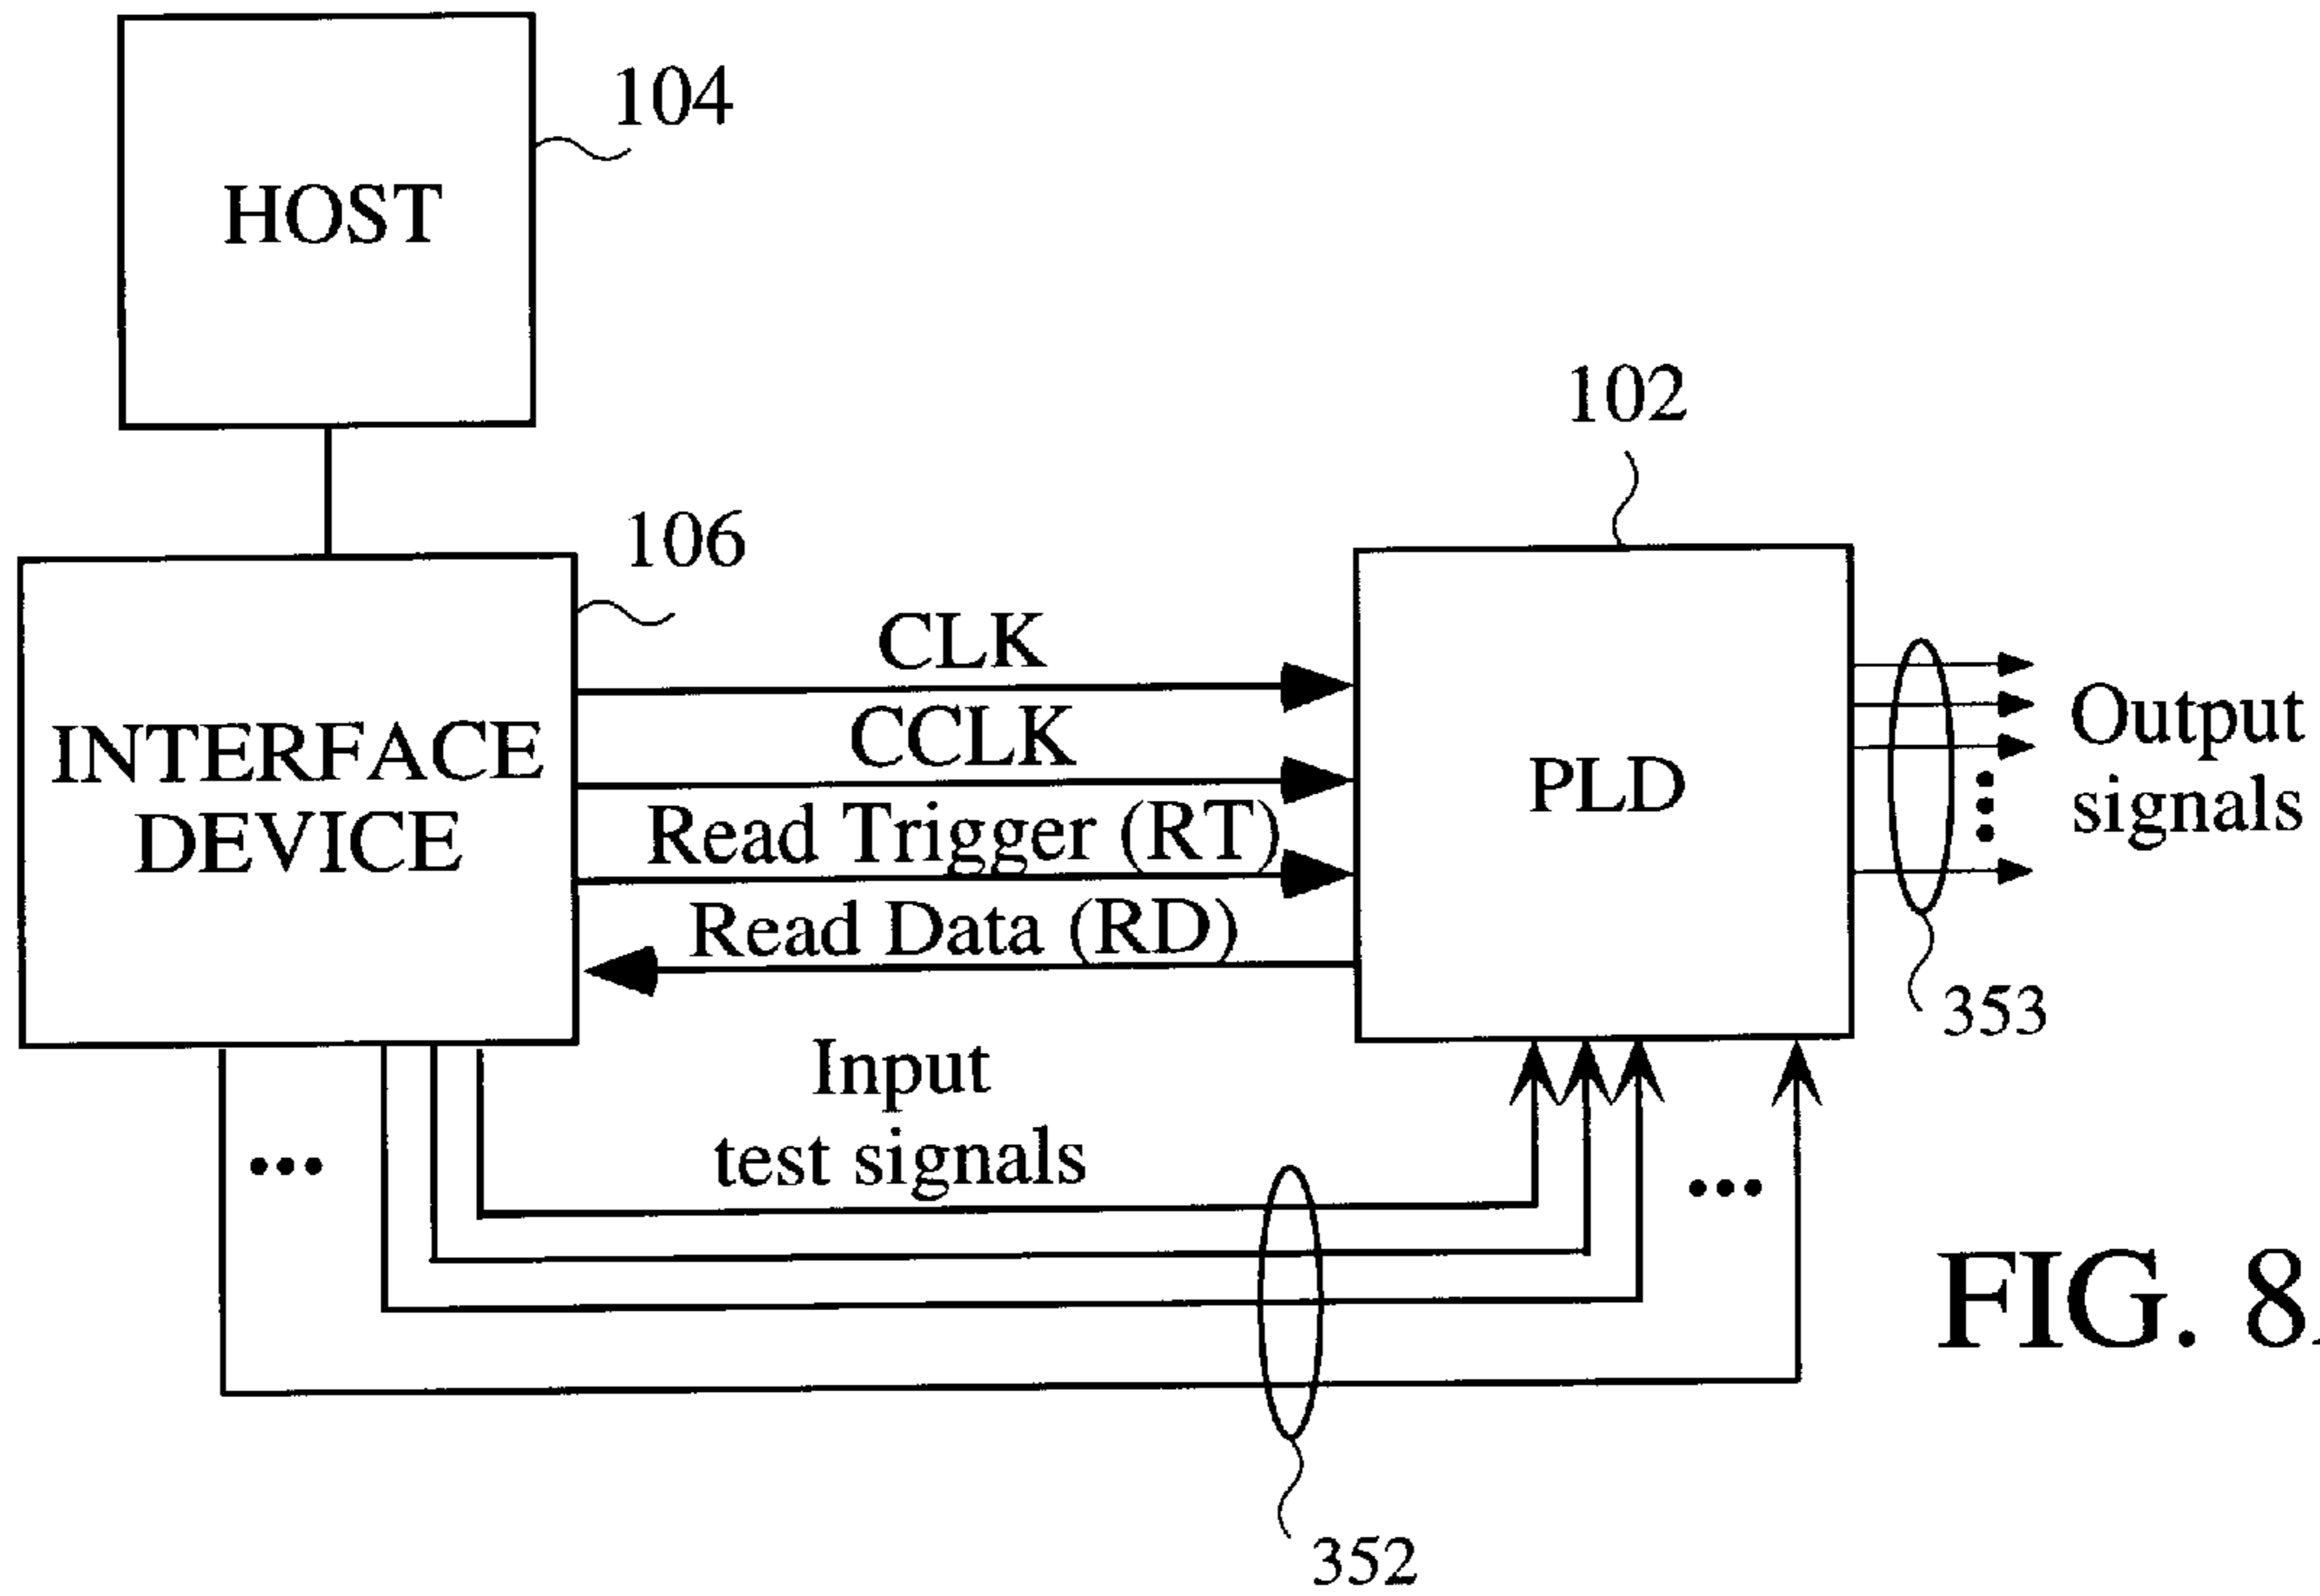 104
HOST
102
106
CLK
CCLK
INTERFACE
DEVICE
Read Trigger (RT)
Read Data (RD)
PLD
Output
signals
353
Input
test signals
352
FIG. 8